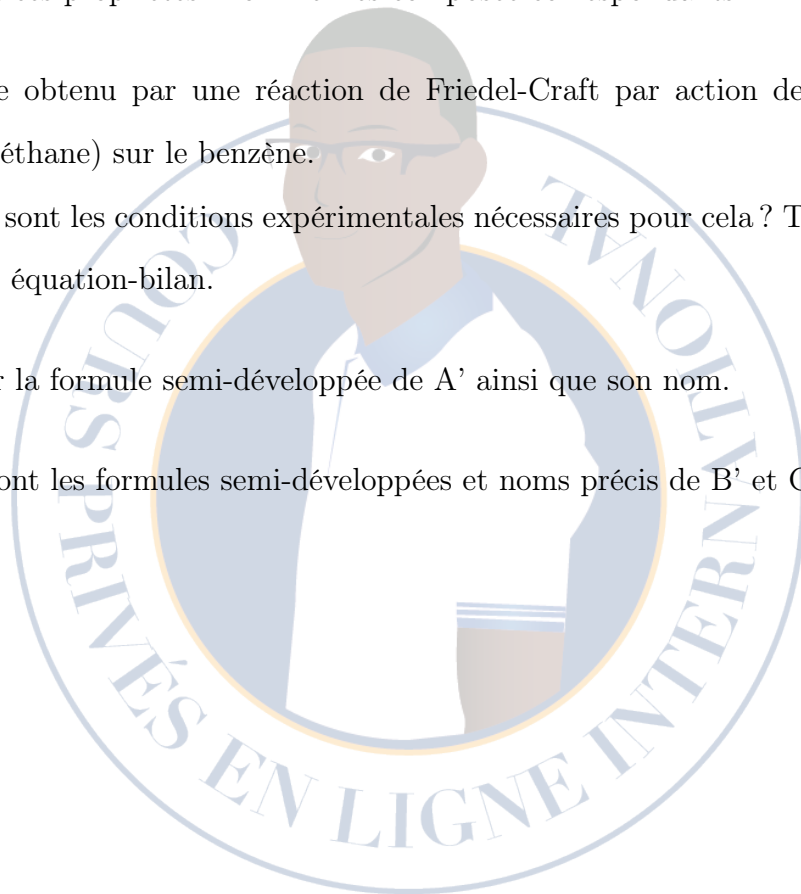 e obtenu par une réaction de Friedel-Craft par action de
éthane) sur le benzène.
sont les conditions expérimentales nécessaires pour cela ? T
équation-bilan.
r la formule semi-développée de A’ ainsi que son nom.
ont les formules semi-développées et noms précis de B’ et C
COURS PRIVÉS EN LIGNE INTERNATIONAL